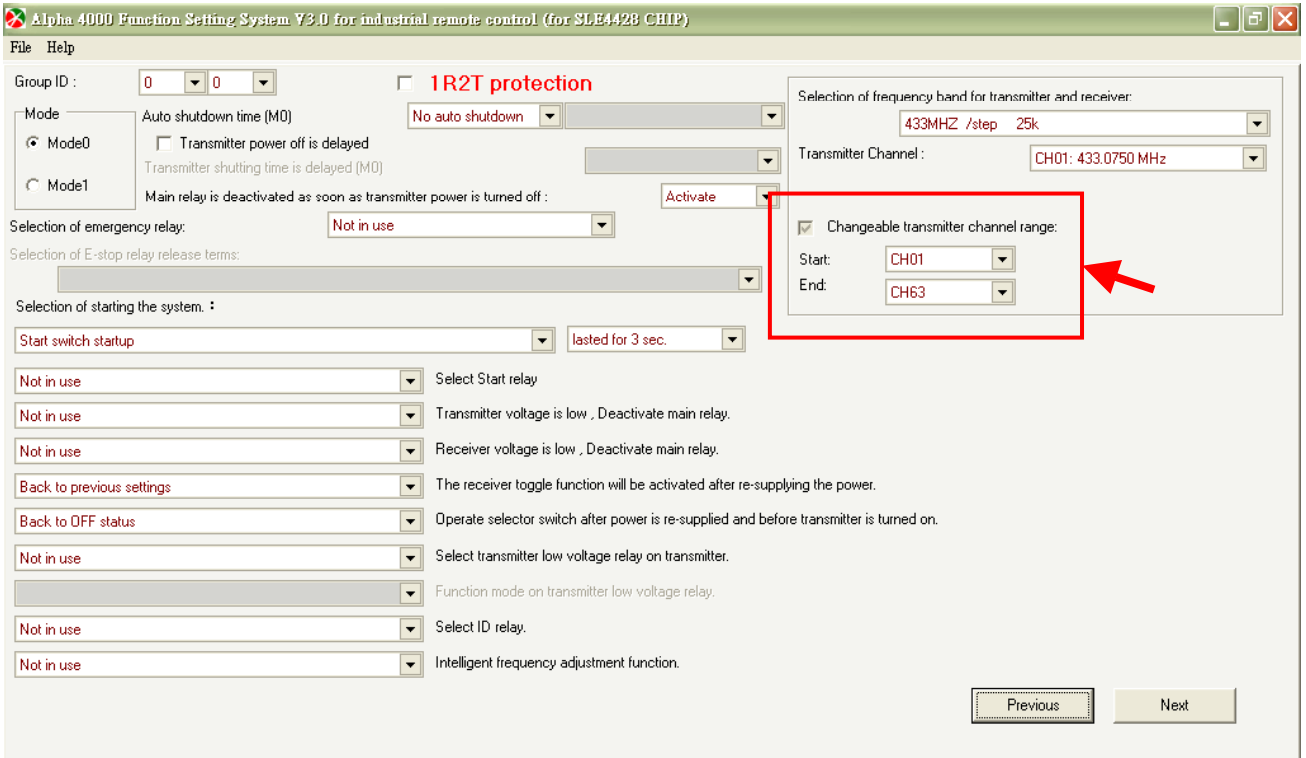 Alpha 4000 Function Setting System V3.0 for industrial remote control (for SLE4428 CHIP)
File Help
Group ID : 0 0 1R2T protection
Mode
Mode0
Mode1
Auto shutdown time (M0) No auto shutdown
Transmitter power off is delayed
Transmitter shutting time is delayed (M0)
Main relay is deactivated as soon as transmitter power is turned off : Activate
Selection of frequency band for transmitter and receiver:
433MHZ /step 25k
Transmitter Channel : CH01: 433.0750 MHz
Changeable transmitter channel range:
Start: CH01
End: CH63
Selection of emergency relay: Not in use
Selection of E-stop relay release terms:
Selection of starting the system. :
Start switch startup lasted for 3 sec.
Not in use Select Start relay
Not in use Transmitter voltage is low , Deactivate main relay.
Not in use Receiver voltage is low , Deactivate main relay.
Back to previous settings The receiver toggle function will be activated after re-supplying the power.
Back to OFF status Operate selector switch after power is re-supplied and before transmitter is turned on.
Not in use Select transmitter low voltage relay on transmitter.
Function mode on transmitter low voltage relay.
Not in use Select ID relay.
Not in use Intelligent frequency adjustment function.
Previous Next